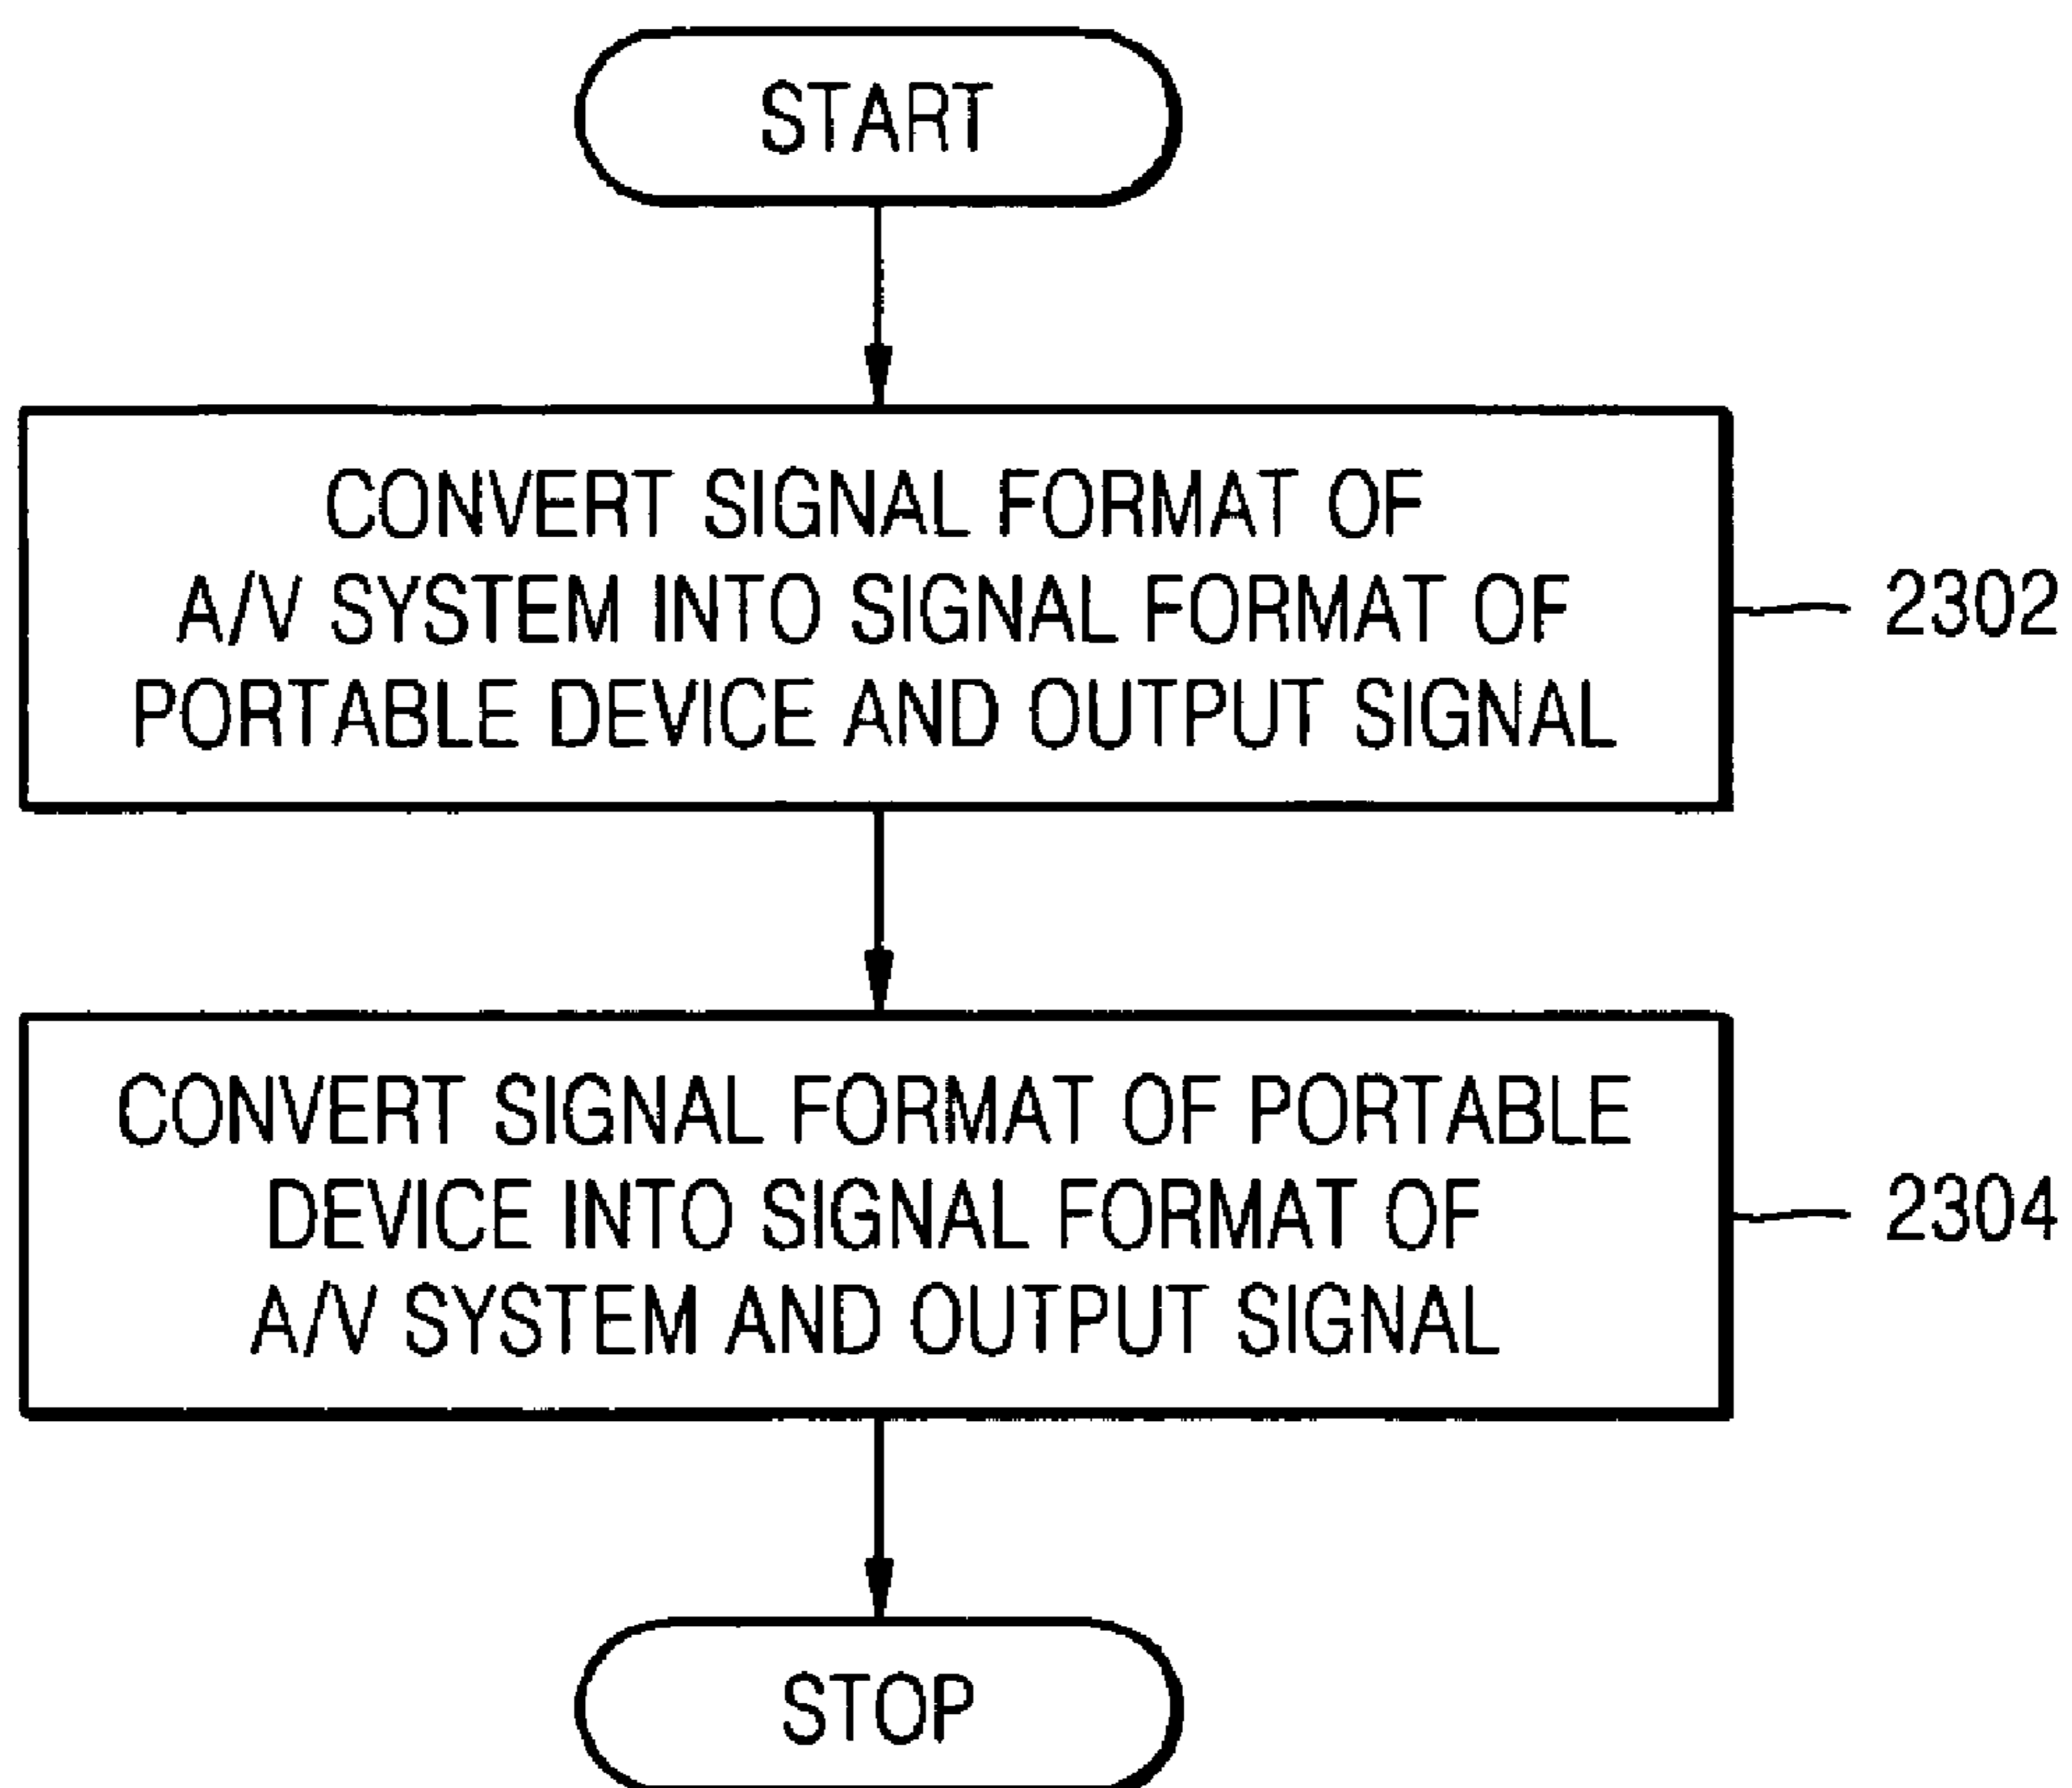 START
CONVERT SIGNAL FORMAT OF
A/V SYSTEM INTO SIGNAL FORMAT OF
PORTABLE DEVICE AND OUTPUT SIGNAL
2302
CONVERT SIGNAL FORMAT OF PORTABLE
DEVICE INTO SIGNAL FORMAT OF
A/V SYSTEM AND OUTPUT SIGNAL
2304
STOP